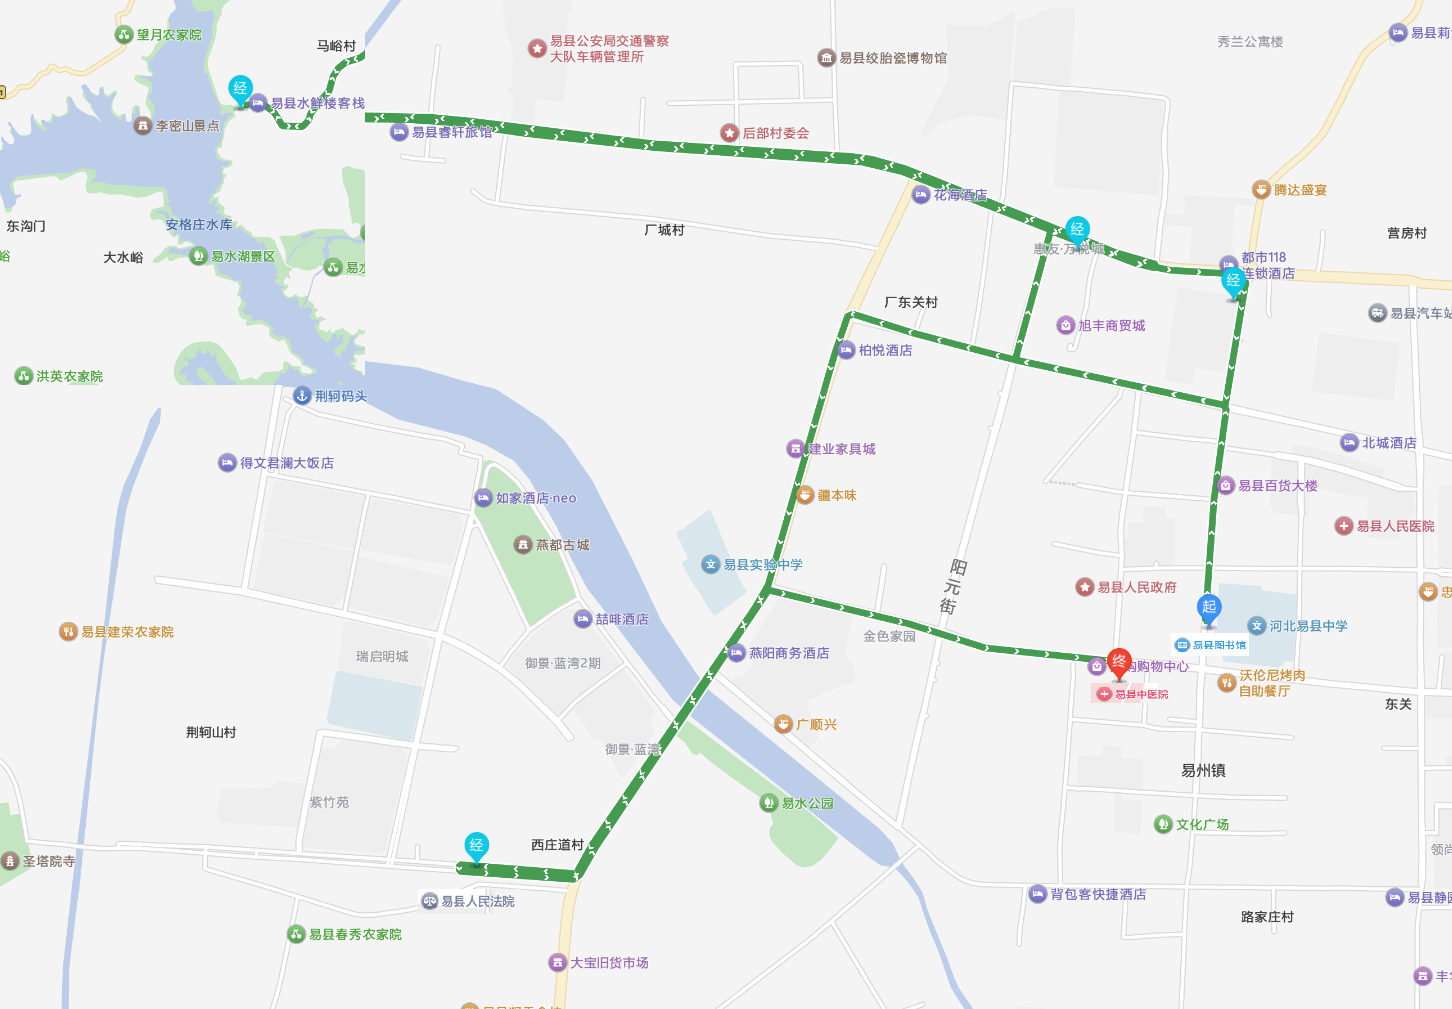 望月农家院
马峪村
易县公安局交通警察
大队车辆管理所
易县绞胎瓷博物馆
秀兰公寓楼
易县莉
经
易县水鲜楼客栈
李密山景点
易县睿轩旅馆
后部村委会
花海酒店
腾达盛宴
东沟门
安格庄水库
厂城村
经
惠友·万悦城
营房村
峪
大水峪
易水湖景区
易水
都市118
连锁酒店
经
厂东关村
旭丰商贸城
易县汽车站
柏悦酒店
洪英农家院
荆轲码头
得文君澜大饭店
建业家具城
北城酒店
如家酒店·neo
疆本味
易县百货大楼
易县人民医院
燕都古城
易县实验中学
阳元街
易县人民政府
忠
起
喆啡酒店
河北易县中学
易县建荣农家院
金色家园
易县图书馆
瑞启明城
御景·蓝湾2期
燕阳商务酒店
终
购购物中心
沃伦尼烤肉
自助餐厅
易县中医院
东关
荆轲山村
御景·蓝湾
广顺兴
易州镇
紫竹苑
易水公园
文化广场
经
西庄道村
领尚
圣塔院寺
易县人民法院
背包客快捷酒店
易县静
路家庄村
易县春秀农家院
大宝旧货市场